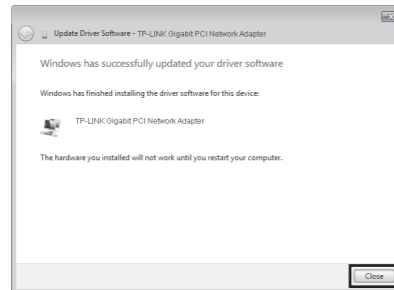 Update Driver Software - TP-LINK Gigabit PCI Network Adapter
Windows has successfully updated your driver software
Windows has finished installing the driver software for this device:
TP-LINK Gigabit PCI Network Adapter
The hardware you installed will not work until you restart your computer.
Close